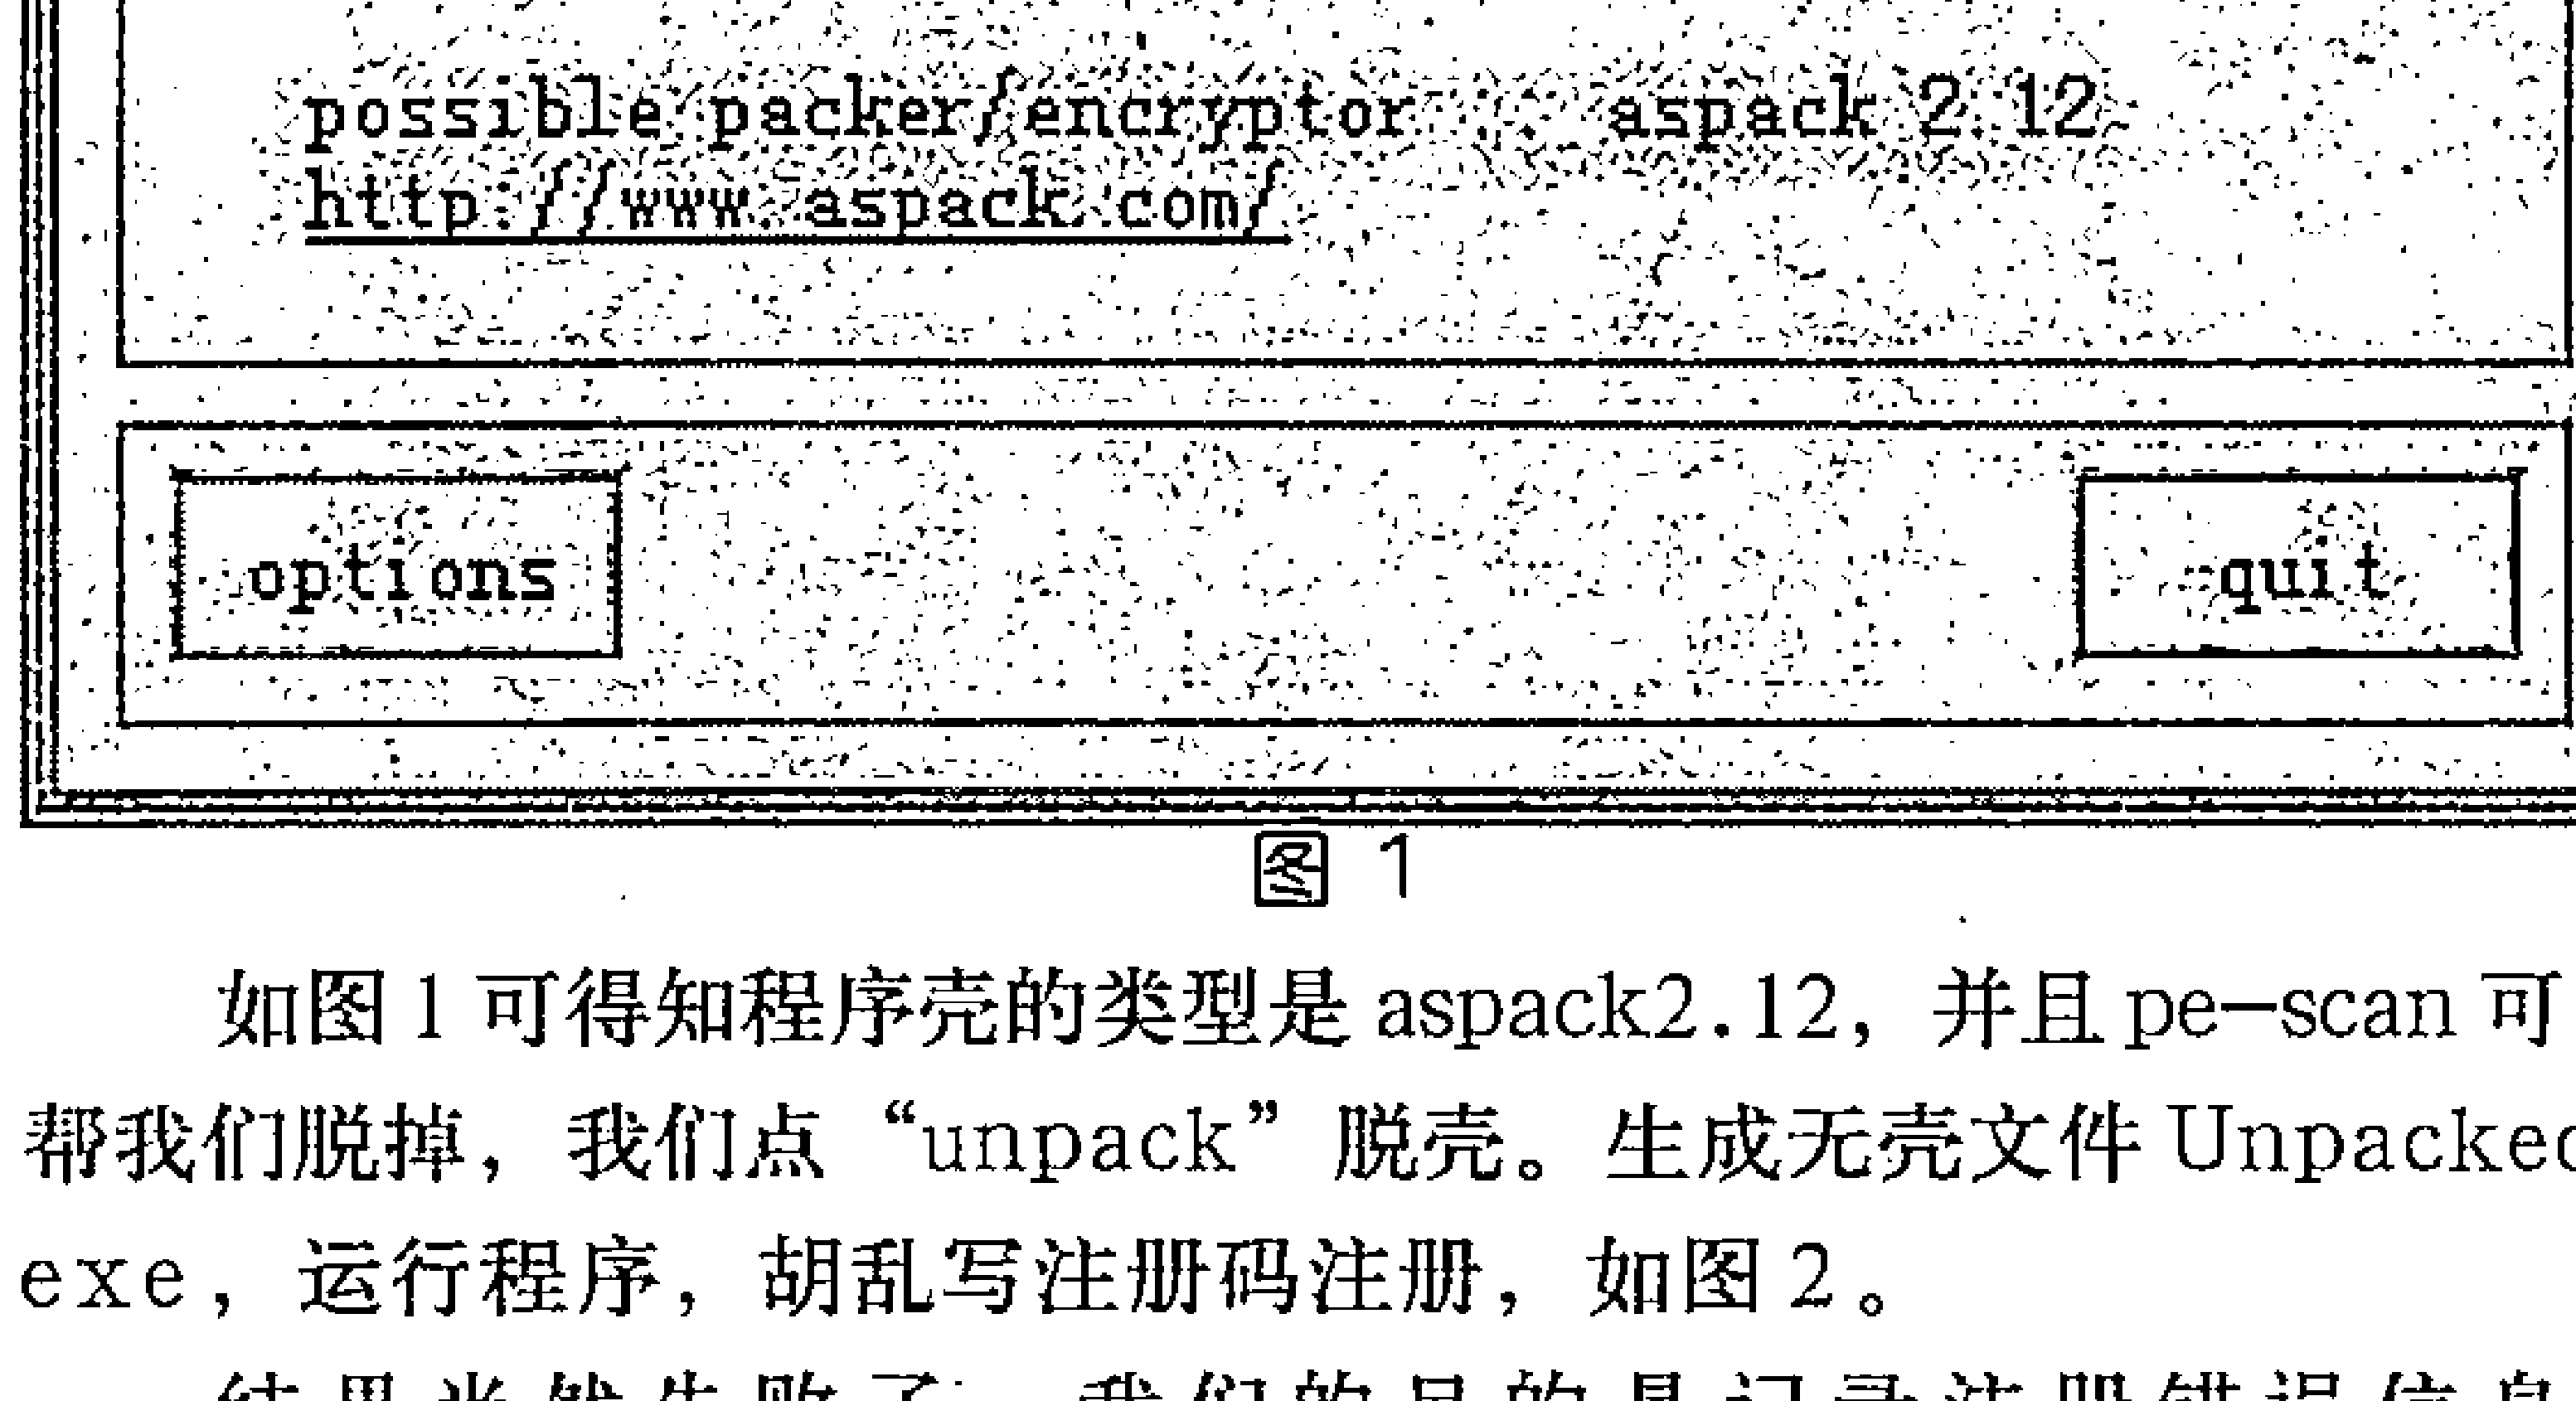 possible packer/encryptor aspack 2.12
http://www.aspack.com/
options quit
图 1
如图 1 可得知程序壳的类型是 aspack2.12，并且 pe-scan 可
帮我们脱掉，我们点“unpack”脱壳。生成无壳文件 Unpacked
exe，运行程序，胡乱写注册码注册，如图 2。